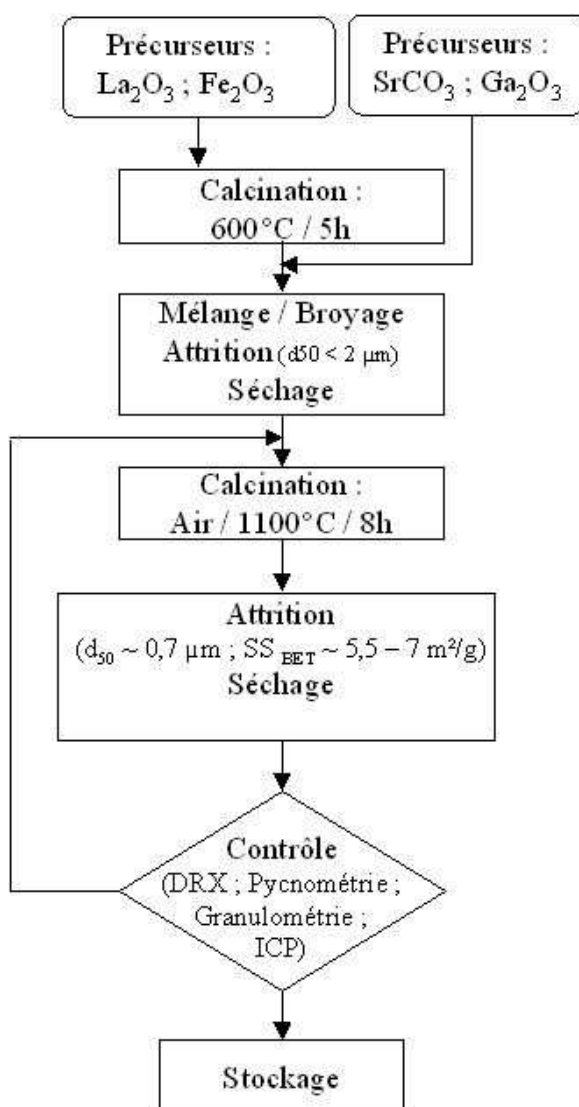 Précurseurs :
La₂O₃ ; Fe₂O₃
Précurseurs :
SrCO₃ ; Ga₂O₃
Calcination :
600°C / 5h
Mélange / Broyage
Attrition (d50 < 2 µm)
Séchage
Calcination :
Air / 1100°C / 8h
Attrition
(d₅₀ ~ 0,7 µm ; SS BET ~ 5,5 – 7 m²/g)
Séchage
Contrôle
(DRX ; Pycnométrie ;
Granulométrie ;
ICP)
Stockage